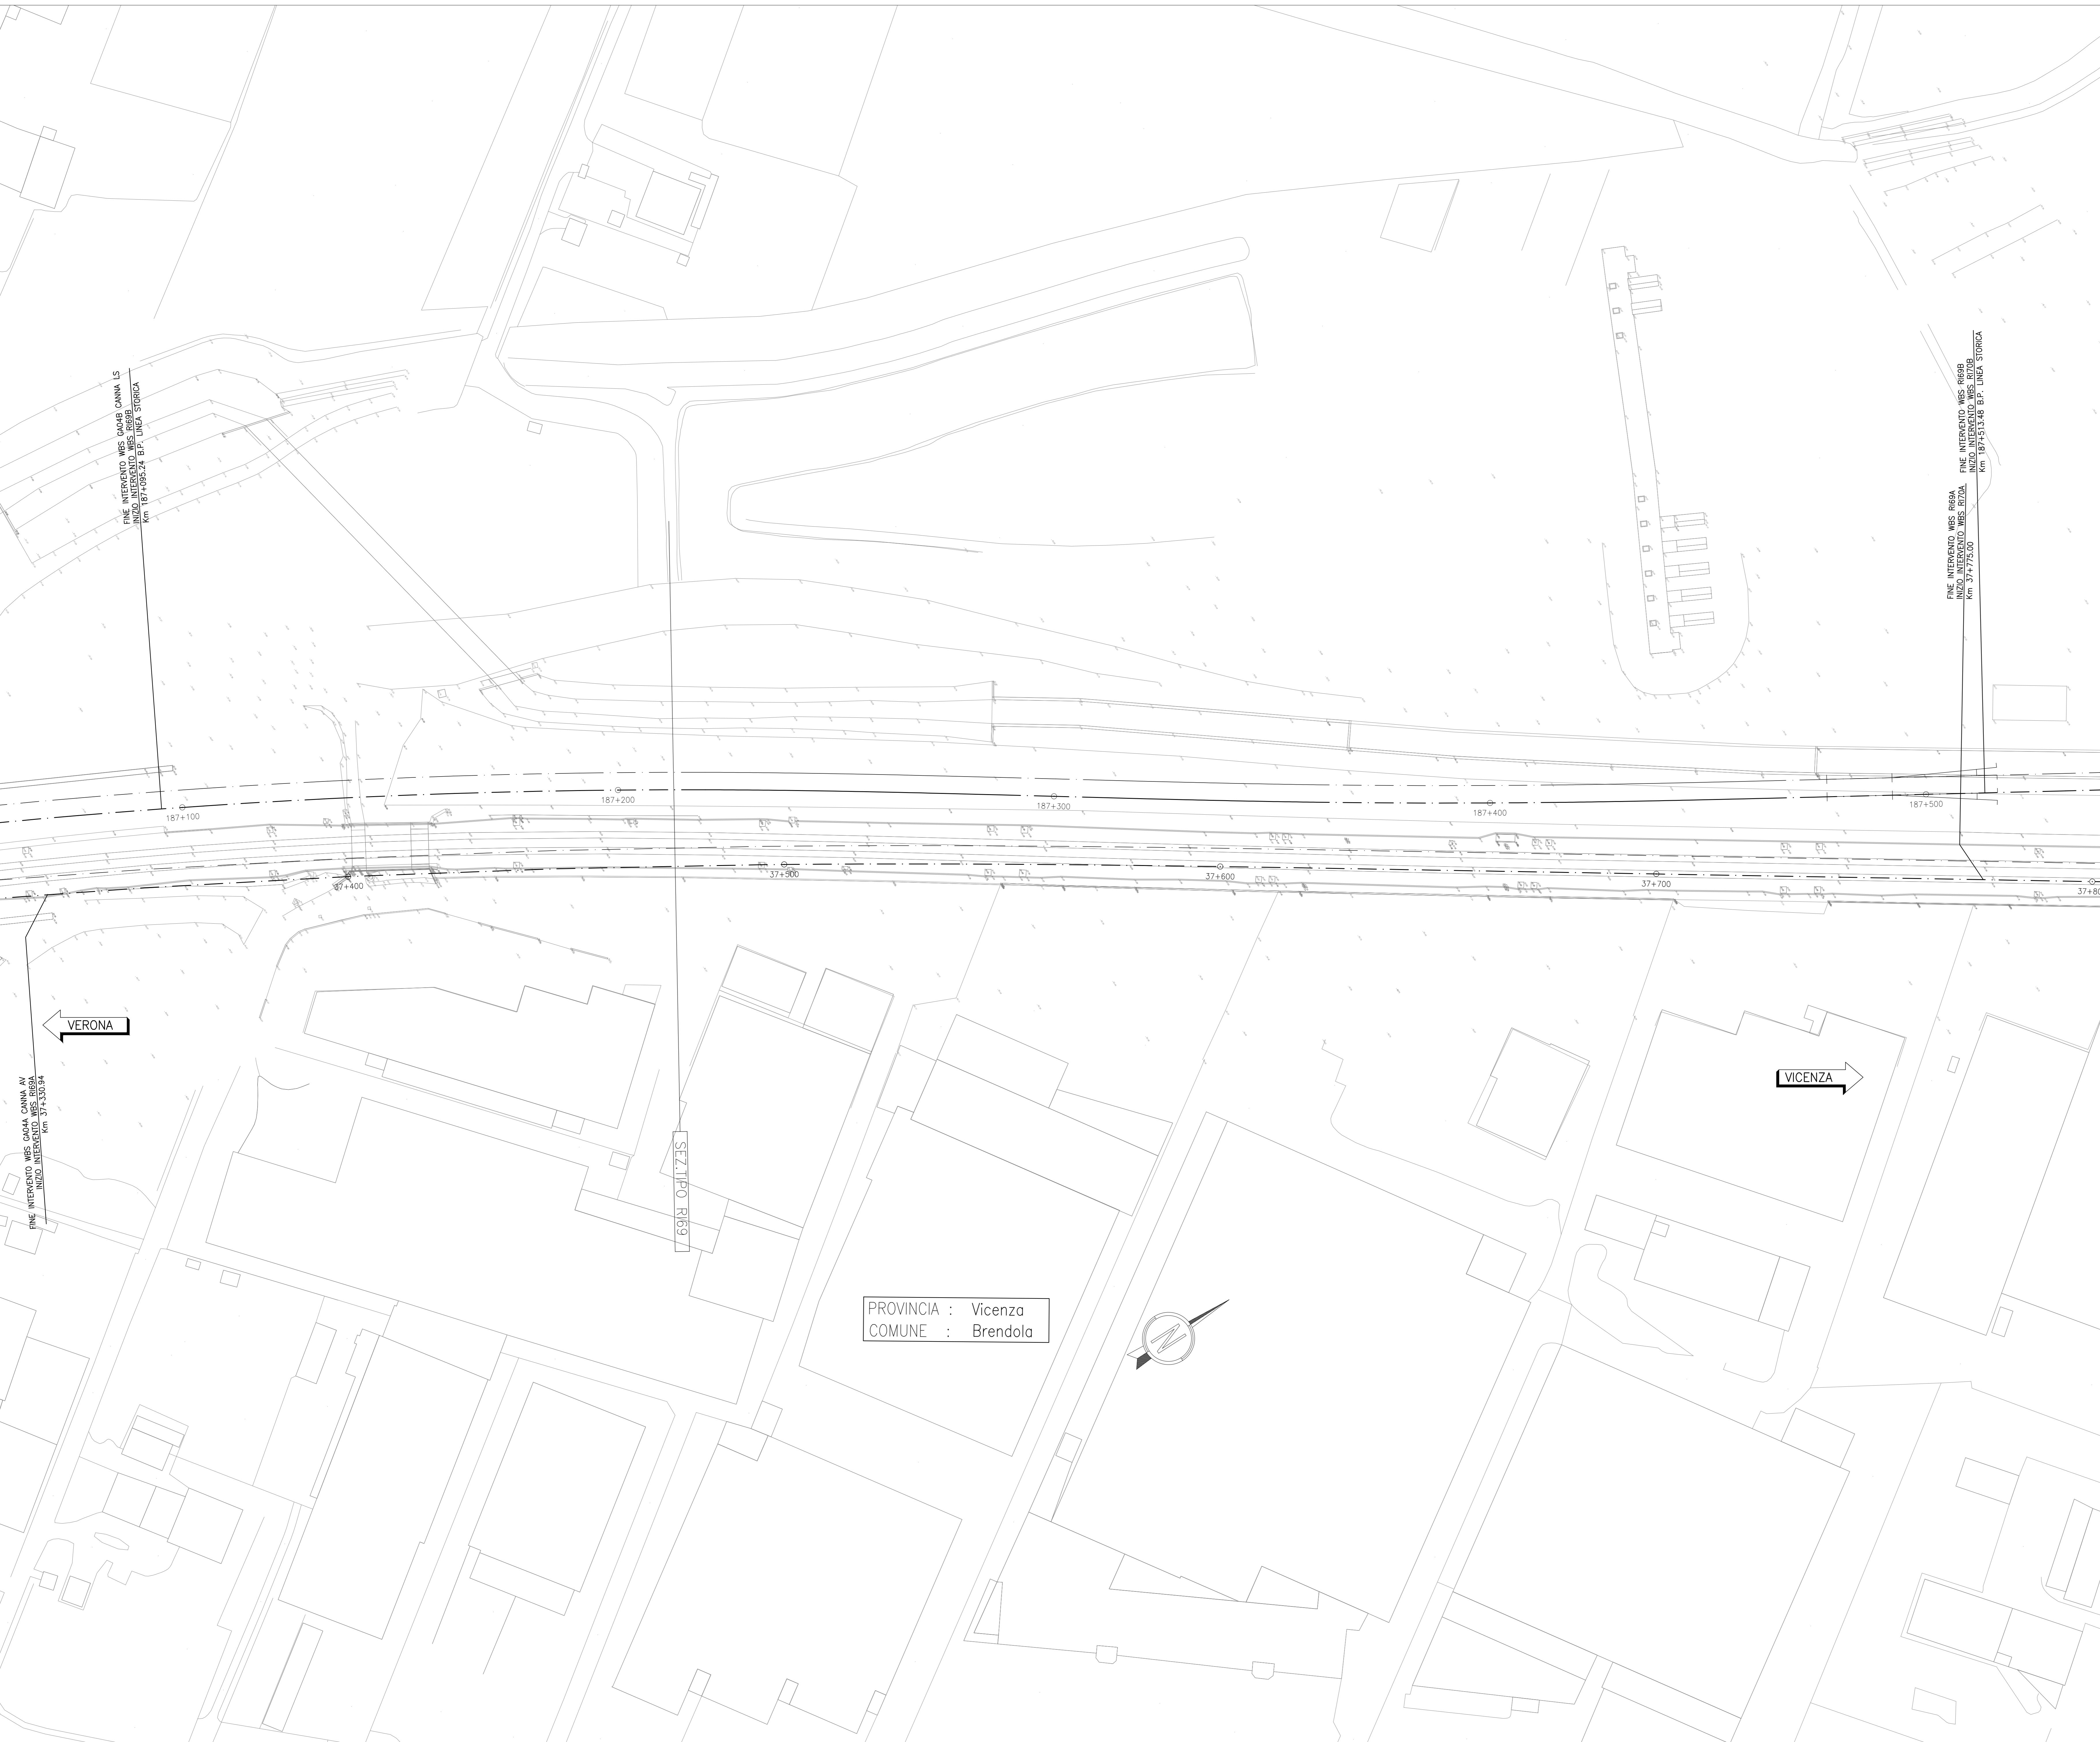 FINE INTERVENTO WBS GA04B CANNA LS
INIZIO INTERVENTO WBS RI69B
Km 187+095.24 B.P. LINEA STORICA
FINE INTERVENTO WBS RI69B
INIZIO INTERVENTO WBS RI70B
Km 187+513.48 B.P. LINEA STORICA
FINE INTERVENTO WBS RI69A
INIZIO INTERVENTO WBS RI70A
Km 37+775.00
187+100
187+200
187+300
187+400
187+500
37+400
37+500
37+600
37+700
37+80
VERONA
VICENZA
FINE INTERVENTO WBS GA04A CANNA AV
INIZIO INTERVENTO WBS RI69A
Km 37+330.94
SEZ.TIPO RI69
PROVINCIA : Vicenza
COMUNE : Brendola
N